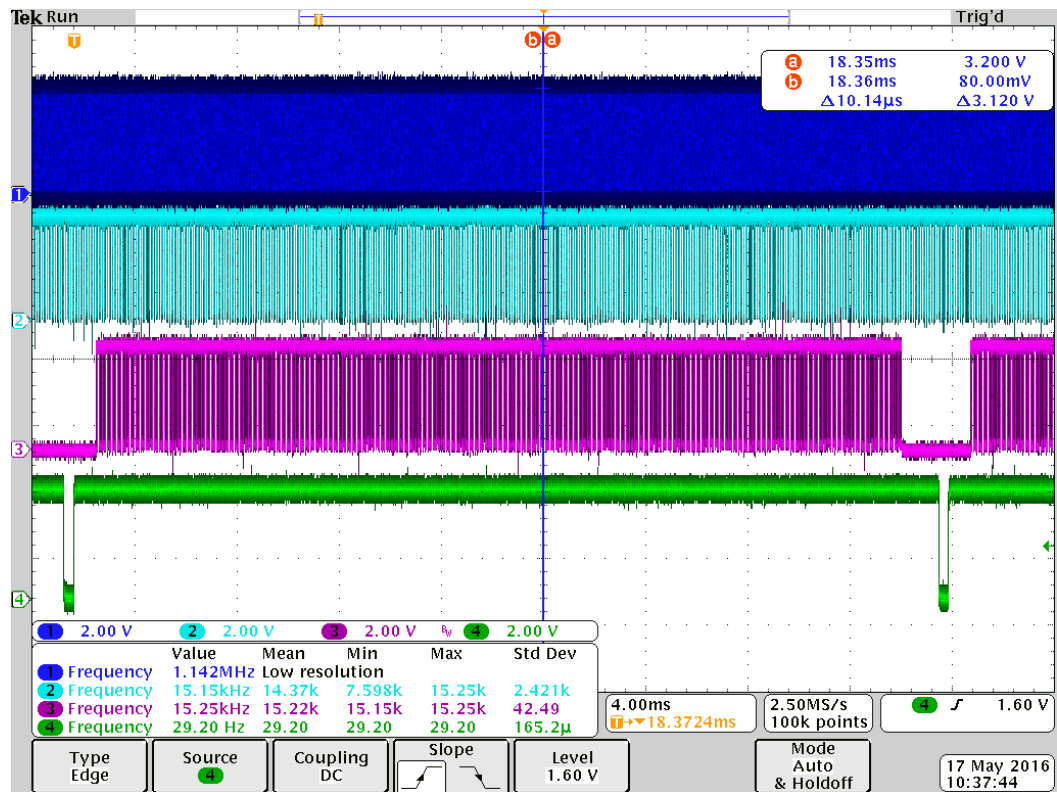 Tek Run Trig'd
T
T
b a
a 18.35ms 3.200 V
b 18.36ms 80.00mV
Δ10.14µs Δ3.120 V
1
2
3
4
1 2.00 V 2 2.00 V 3 2.00 V BW 4 2.00 V
Value Mean Min Max Std Dev
1 Frequency 1.142MHz Low resolution
2 Frequency 15.15kHz 14.37k 7.598k 15.25k 2.421k
3 Frequency 15.25kHz 15.22k 15.15k 15.25k 42.49
4 Frequency 29.20 Hz 29.20 29.20 29.20 165.2µ
4.00ms
T→▼18.3724ms
2.50MS/s
100k points
4 1.60 V
Type
Edge
Source
4
Coupling
DC
Slope
Level
1.60 V
Mode
Auto
& Holdoff
17 May 2016
10:37:44